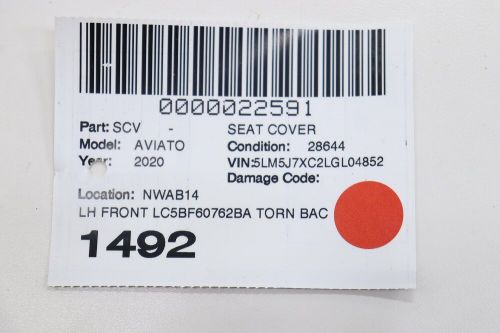 0000022591
Part: SCV - SEAT COVER
Model: AVIATO Condition: 28644
Year: 2020 VIN:5LM5J7XC2LGL04852
Damage Code:
Location: NWAB14
LH FRONT LC5BF60762BA TORN BAC
1492